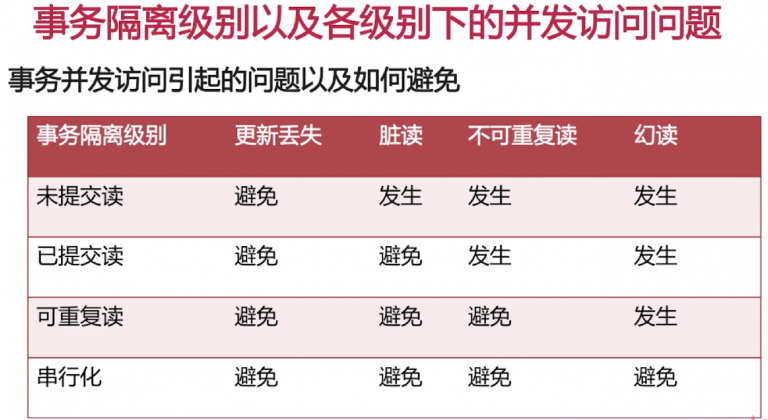 事务隔离级别以及各级别下的并发访问问题
事务并发访问引起的问题以及如何避免
事务隔离级别 更新丢失 脏读 不可重复读 幻读
未提交读 避免 发生 发生 发生
已提交读 避免 避免 发生 发生
可重复读 避免 避免 避免 发生
串行化 避免 避免 避免 避免